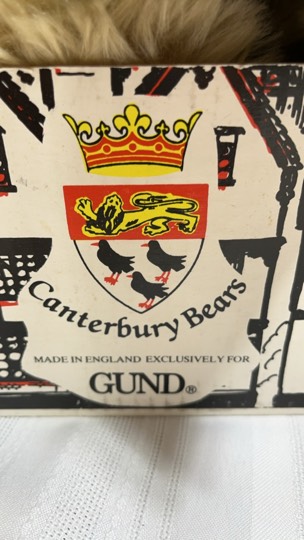 Canterbury Bears
MADE IN ENGLAND EXCLUSIVELY FOR
GUND®